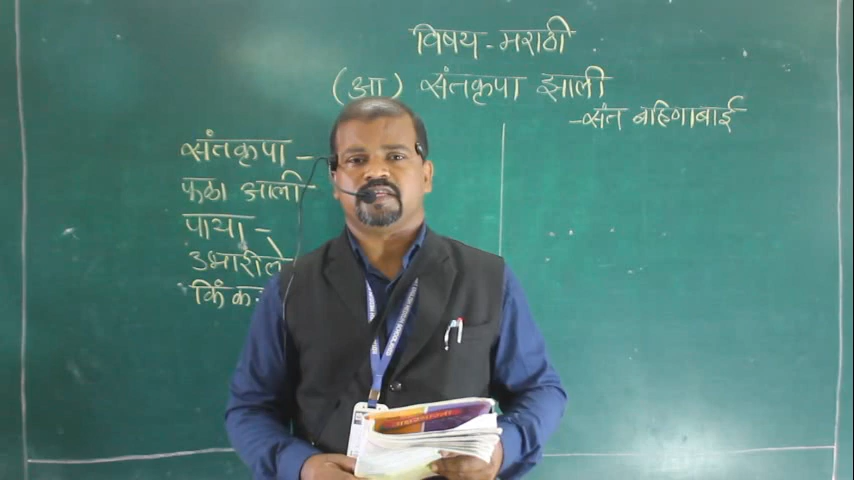 विषय - मराठी
(आ) संतकृपा झाली
- संत बहिणाबाई
संतकृपा -
फळा आली
पाया -
उभारीले
किं क